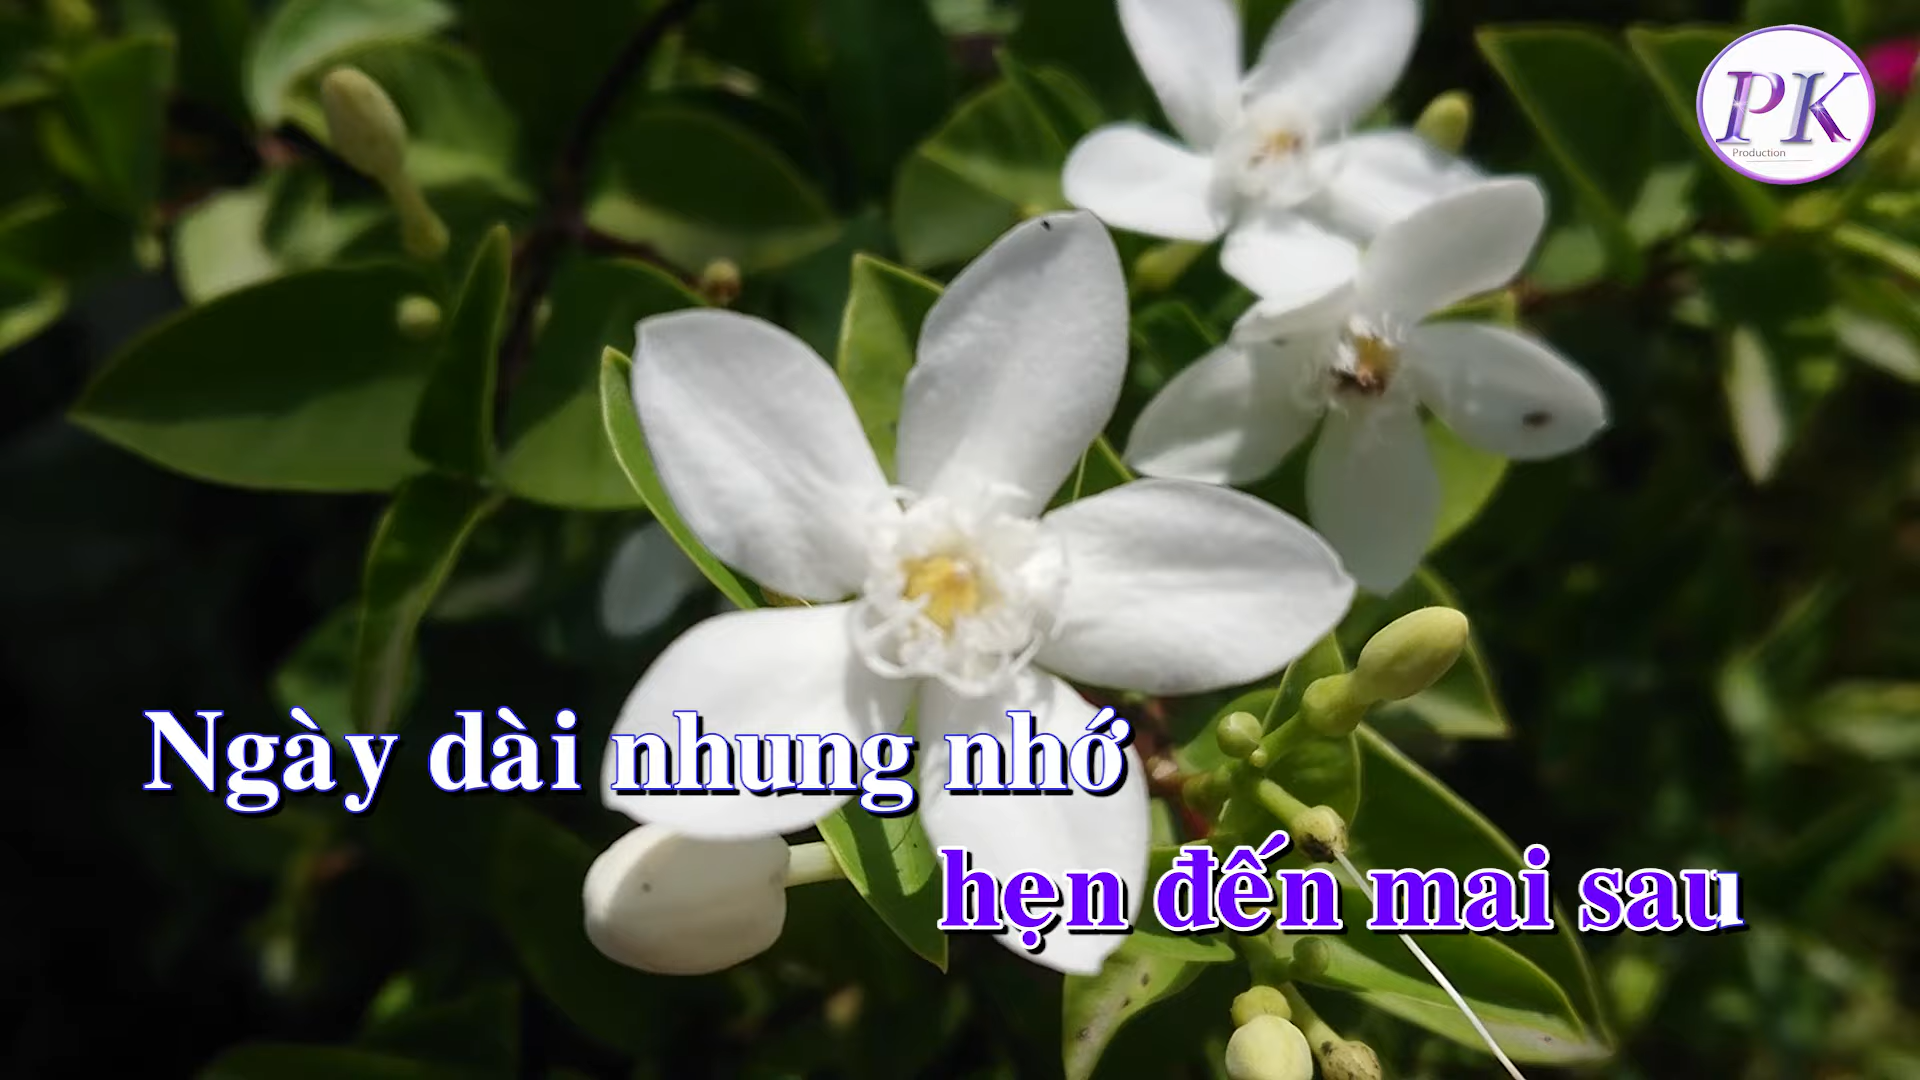 PK
Production
Ngày dài nhung nhớ
hẹn đến mai sau